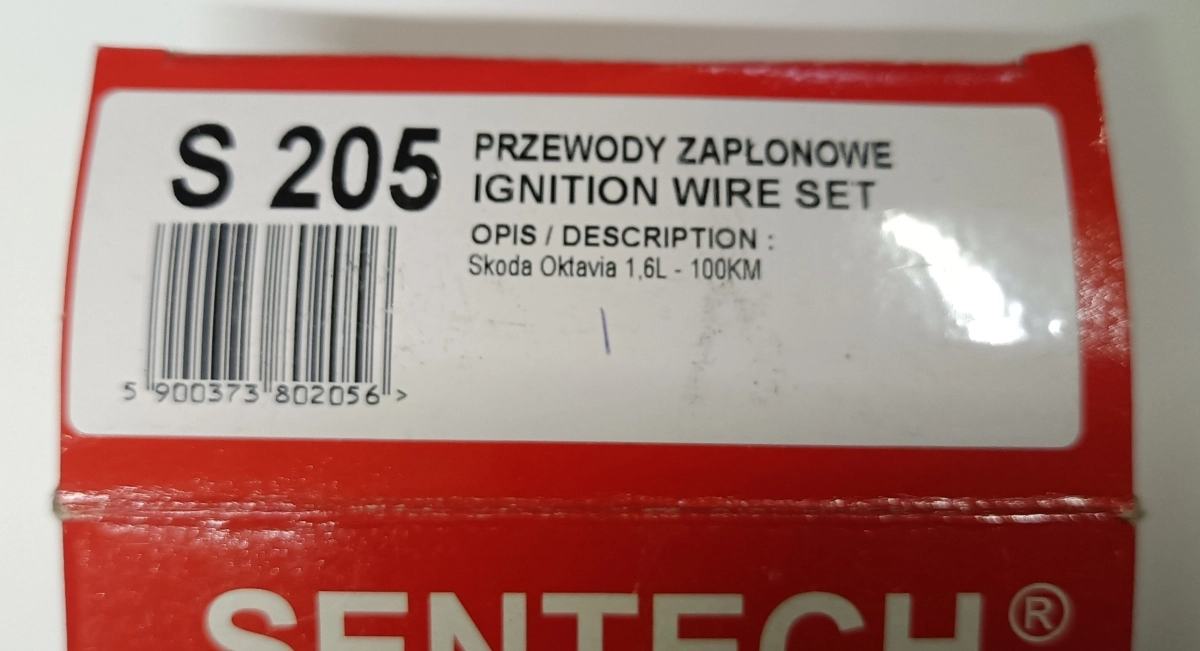 S 205
PRZEWODY ZAPŁONOWE
IGNITION WIRE SET
OPIS / DESCRIPTION :
Skoda Oktavia 1,6L - 100KM
5 900373 802056 >
SENTECH ®